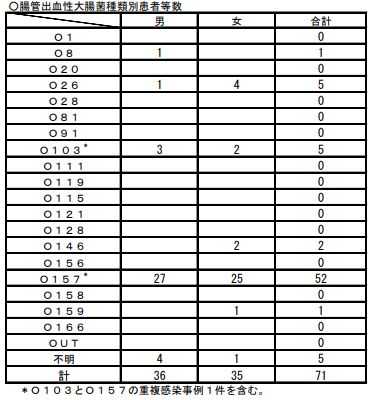 ○腸管出血性大腸菌種類別患者等数
男 女 合計
O1 0
O8 1 1
O20 0
O26 1 4 5
O28 0
O81 0
O91 0
O103* 3 2 5
O111 0
O119 0
O115 0
O121 0
O128 0
O146 2 2
O156 0
O157* 27 25 52
O158 0
O159 1 1
O166 0
OUT 0
不明 4 1 5
計 36 35 71
*O103とO157の重複感染事例1件を含む。